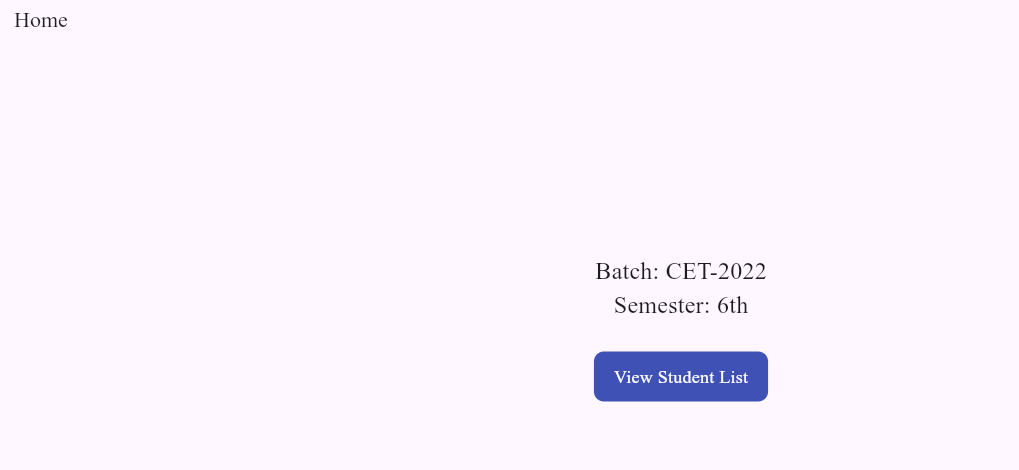 Home
Batch: CET-2022
Semester: 6th
View Student List